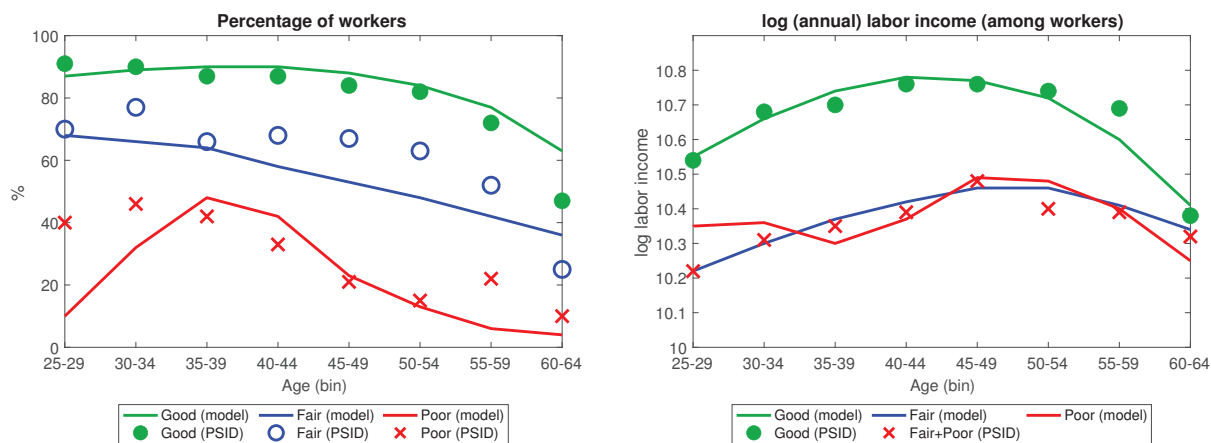 Percentage of workers
100
80
60
40
20
0
%
25-29 30-34 35-39 40-44 45-49 50-54 55-59 60-64
Age (bin)
Good (model) Fair (model) Poor (model)
Good (PSID) Fair (PSID) Poor (PSID)
log (annual) labor income (among workers)
10.9
10.8
10.7
10.6
10.5
10.4
10.3
10.2
10.1
10
log labor income
25-29 30-34 35-39 40-44 45-49 50-54 55-59 60-64
Age (bin)
Good (model) Fair (model) Poor (model)
Good (PSID) Fair+Poor (PSID)